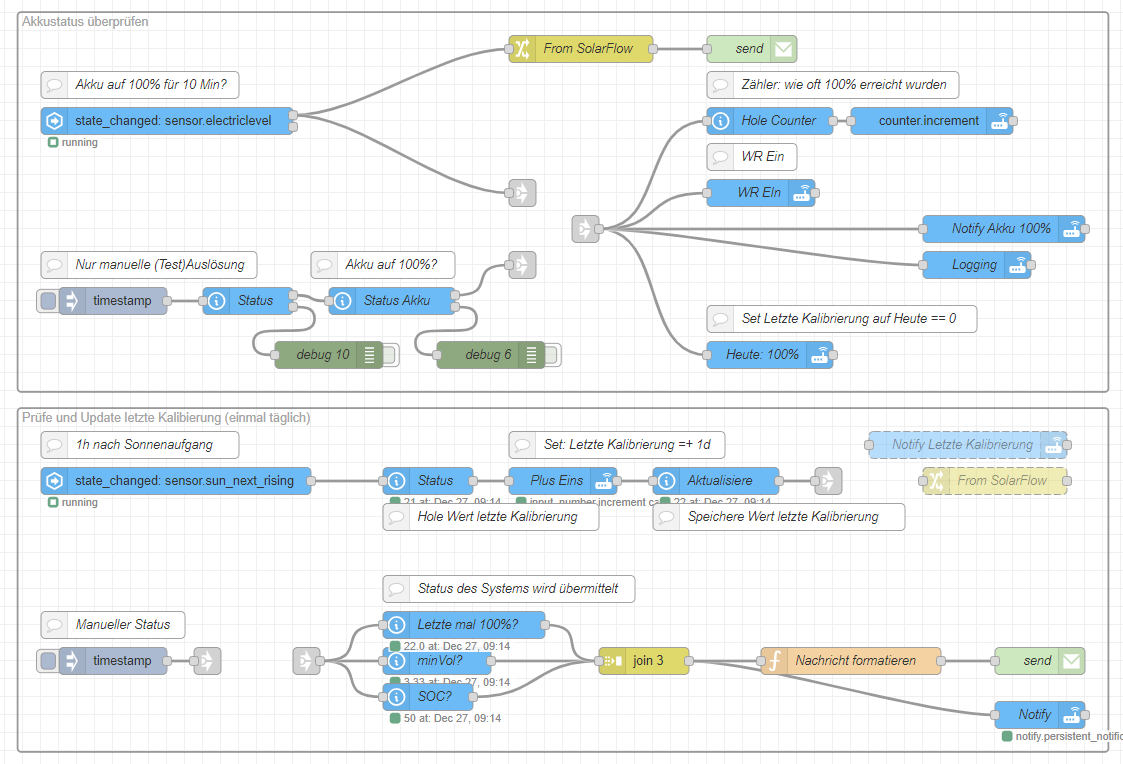 Akkustatus überprüfen
From SolarFlow
send
Akku auf 100% für 10 Min?
Zähler: wie oft 100% erreicht wurden
state_changed: sensor.electriclevel
Hole Counter
counter.increment
running
WR Ein
WR EIn
Notify Akku 100%
Nur manuelle (Test)Auslösung
Akku auf 100%?
Logging
timestamp
Status
Status Akku
Set Letzte Kalibrierung auf Heute == 0
debug 10
debug 6
Heute: 100%
Prüfe und Update letzte Kalibierung (einmal täglich)
1h nach Sonnenaufgang
Set: Letzte Kalibrierung =+ 1d
Notify Letzte Kalibrierung
state_changed: sensor.sun_next_rising
Status
Plus Eins
Aktualisiere
From SolarFlow
running
21 at: Dec 27, 09:14
input_number.increment ca
22 at: Dec 27, 09:14
Hole Wert letzte Kalibrierung
Speichere Wert letzte Kalibrierung
Status des Systems wird übermittelt
Manueller Status
Letzte mal 100%?
22.0 at: Dec 27, 09:14
timestamp
minVol?
join 3
Nachricht formatieren
send
3.33 at: Dec 27, 09:14
SOC?
50 at: Dec 27, 09:14
Notify
notify.persistent_notific